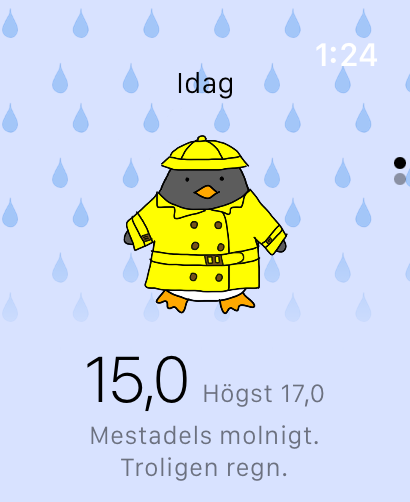 1:24
Idag
15,0 Högst 17,0
Mestadels molnigt.
Troligen regn.